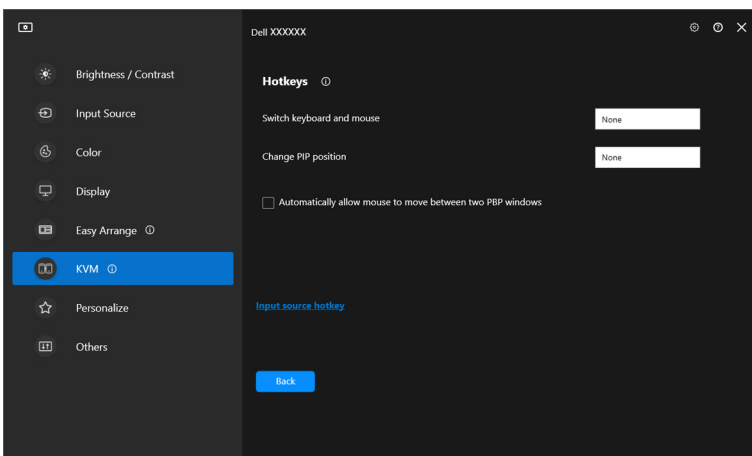 Dell XXXXXX
Brightness / Contrast
Input Source
Color
Display
Easy Arrange
KVM
Personalize
Others
Hotkeys
Switch keyboard and mouse
None
Change PIP position
None
Automatically allow mouse to move between two PBP windows
Input source hotkey
Back